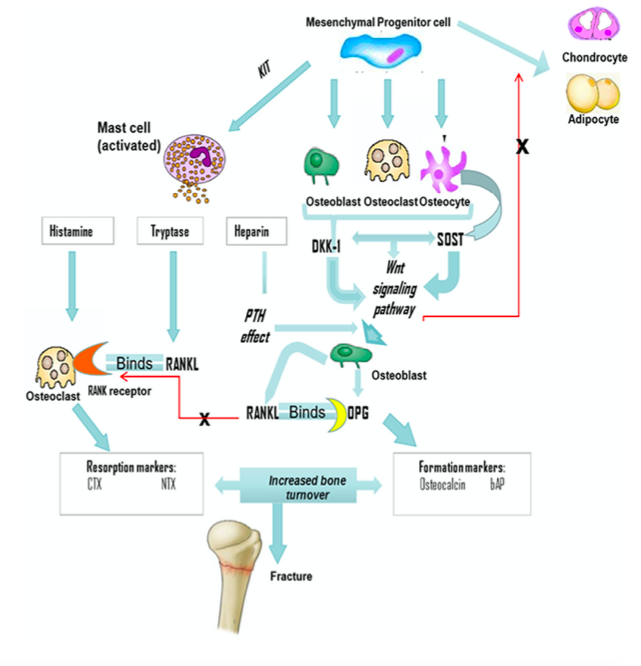 Mesenchymal Progenitor cell
Chondrocyte
Adipocyte
KIT
Mast cell
(activated)
X
Osteoblast Osteoclast Osteocyte
Histamine
Tryptase
Heparin
DKK-1
SOST
Wnt
signaling
pathway
PTH
effect
Osteoblast
Binds RANKL
Osteoclast
RANK receptor
X
RANKL Binds OPG
Resorption markers:
CTX NTX
Increased bone
turnover
Formation markers:
Osteocalcin bAP
Fracture